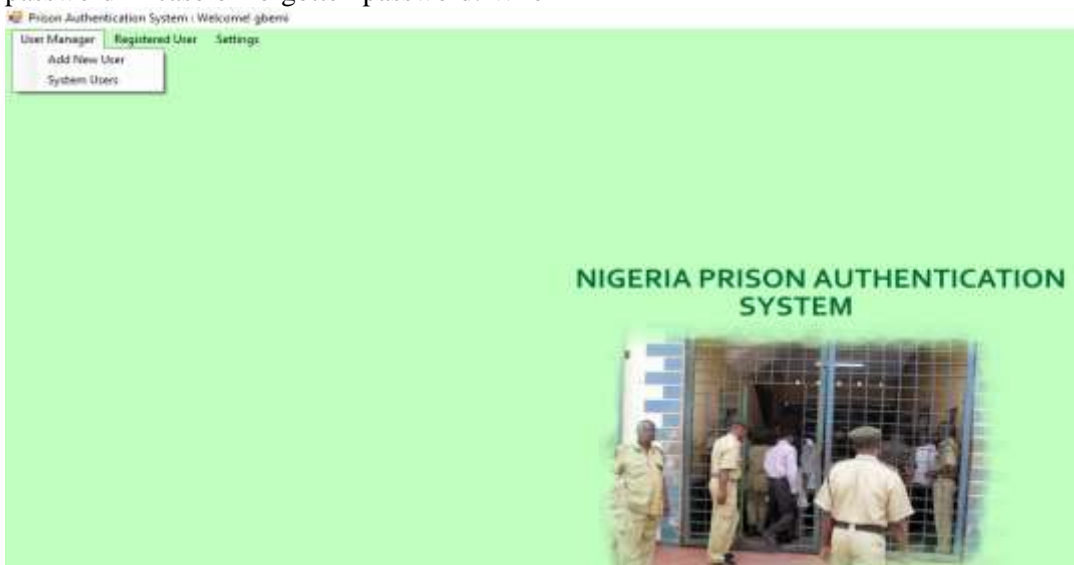 Prison Authentication System : Welcome! gbemi
User Manager Registered User Settings
Add New User
System Users
NIGERIA PRISON AUTHENTICATION
SYSTEM